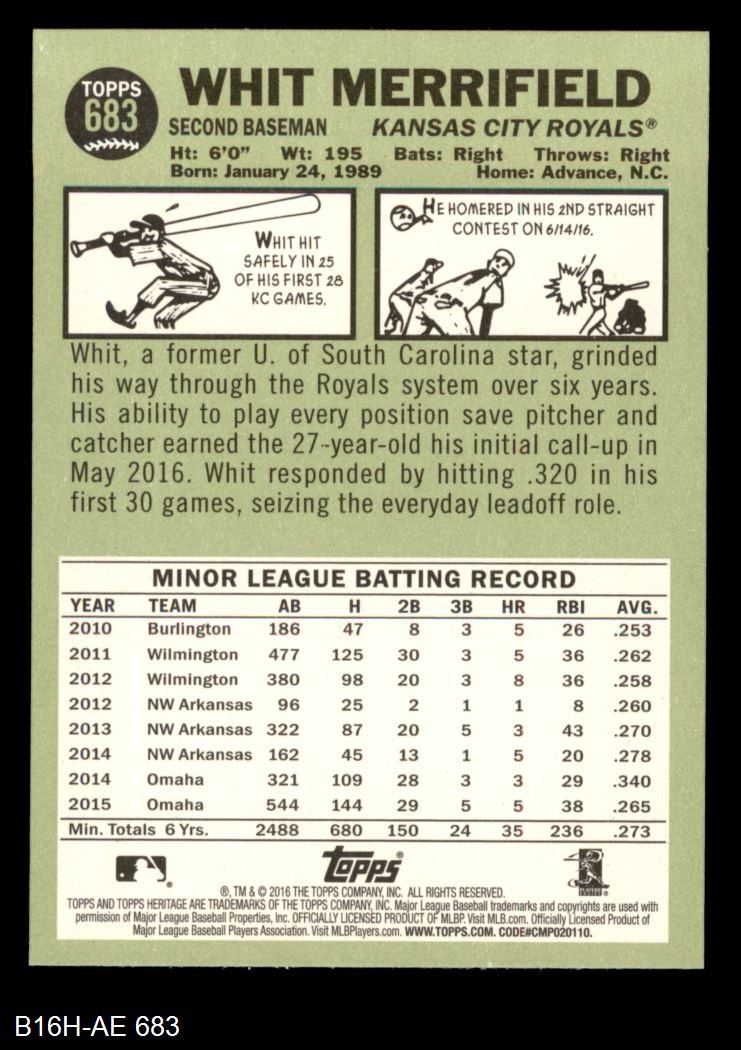 TOPPS
683
WHIT MERRIFIELD
SECOND BASEMAN KANSAS CITY ROYALS®
Ht: 6'0" Wt: 195 Bats: Right Throws: Right
Born: January 24, 1989 Home: Advance, N.C.
WHIT HIT
SAFELY IN 25
OF HIS FIRST 28
KC GAMES.
HE HOMERED IN HIS 2ND STRAIGHT
CONTEST ON 6/14/16.
Whit, a former U. of South Carolina star, grinded
his way through the Royals system over six years.
His ability to play every position save pitcher and
catcher earned the 27-year-old his initial call-up in
May 2016. Whit responded by hitting .320 in his
first 30 games, seizing the everyday leadoff role.
MINOR LEAGUE BATTING RECORD
YEAR TEAM AB H 2B 3B HR RBI AVG.
2010 Burlington 186 47 8 3 5 26 .253
2011 Wilmington 477 125 30 3 5 36 .262
2012 Wilmington 380 98 20 3 8 36 .258
2012 NW Arkansas 96 25 2 1 1 8 .260
2013 NW Arkansas 322 87 20 5 3 43 .270
2014 NW Arkansas 162 45 13 1 5 20 .278
2014 Omaha 321 109 28 3 3 29 .340
2015 Omaha 544 144 29 5 5 38 .265
Min. Totals 6 Yrs. 2488 680 150 24 35 236 .273
Topps®
®, TM & © 2016 THE TOPPS COMPANY, INC. ALL RIGHTS RESERVED.
TOPPS AND TOPPS HERITAGE ARE TRADEMARKS OF THE TOPPS COMPANY, INC. Major League Baseball trademarks and copyrights are used with
permission of Major League Baseball Properties, Inc. OFFICIALLY LICENSED PRODUCT OF MLBP. Visit MLB.com. Officially Licensed Product of
Major League Baseball Players Association. Visit MLBPlayers.com. WWW.TOPPS.COM. CODE#CMP020110.
B16H-AE 683